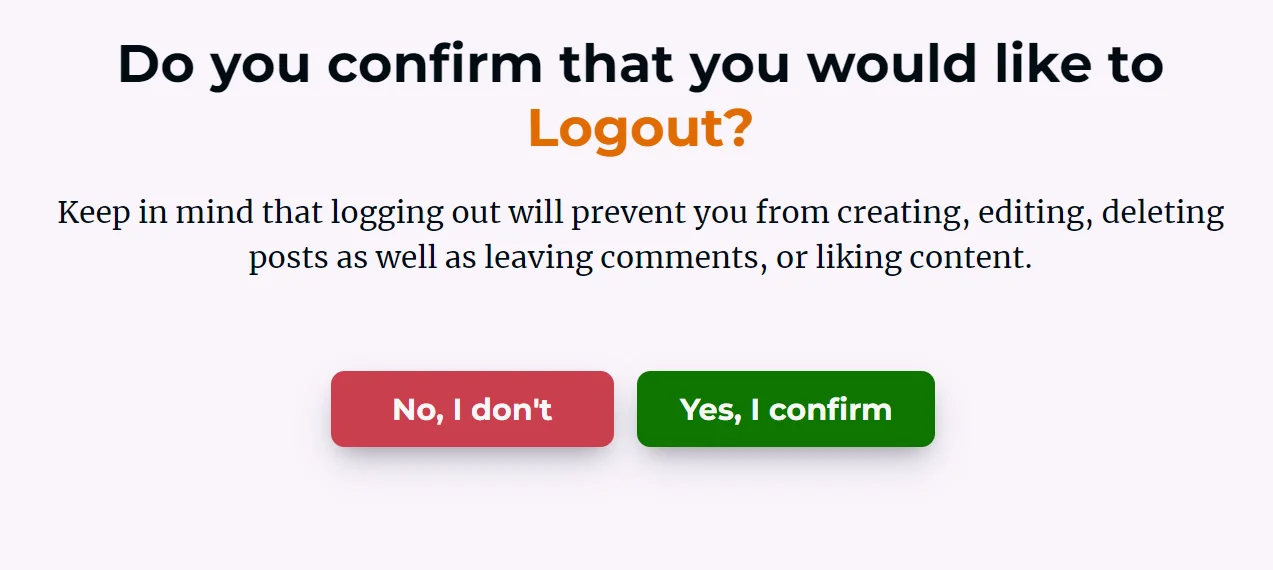 Do you confirm that you would like to
Logout?
Keep in mind that logging out will prevent you from creating, editing, deleting
posts as well as leaving comments, or liking content.
No, I don't
Yes, I confirm